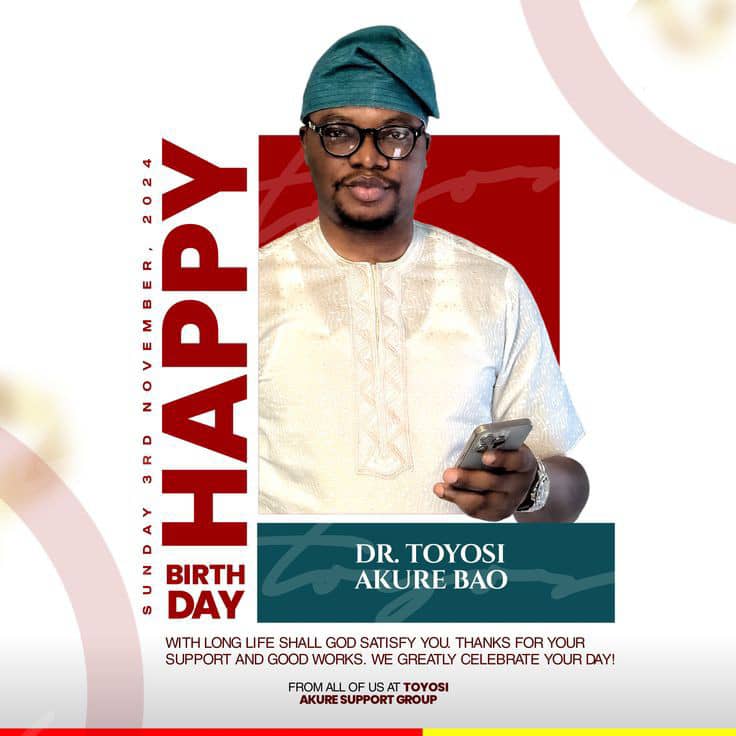 SUNDAY 3RD NOVEMBER, 2024
HAPPY
BIRTH
DAY
toyos
DR. TOYOSI
AKURE BAO
toyos
WITH LONG LIFE SHALL GOD SATISFY YOU. THANKS FOR YOUR
SUPPORT AND GOOD WORKS. WE GREATLY CELEBRATE YOUR DAY!
FROM ALL OF US AT TOYOSI
AKURE SUPPORT GROUP